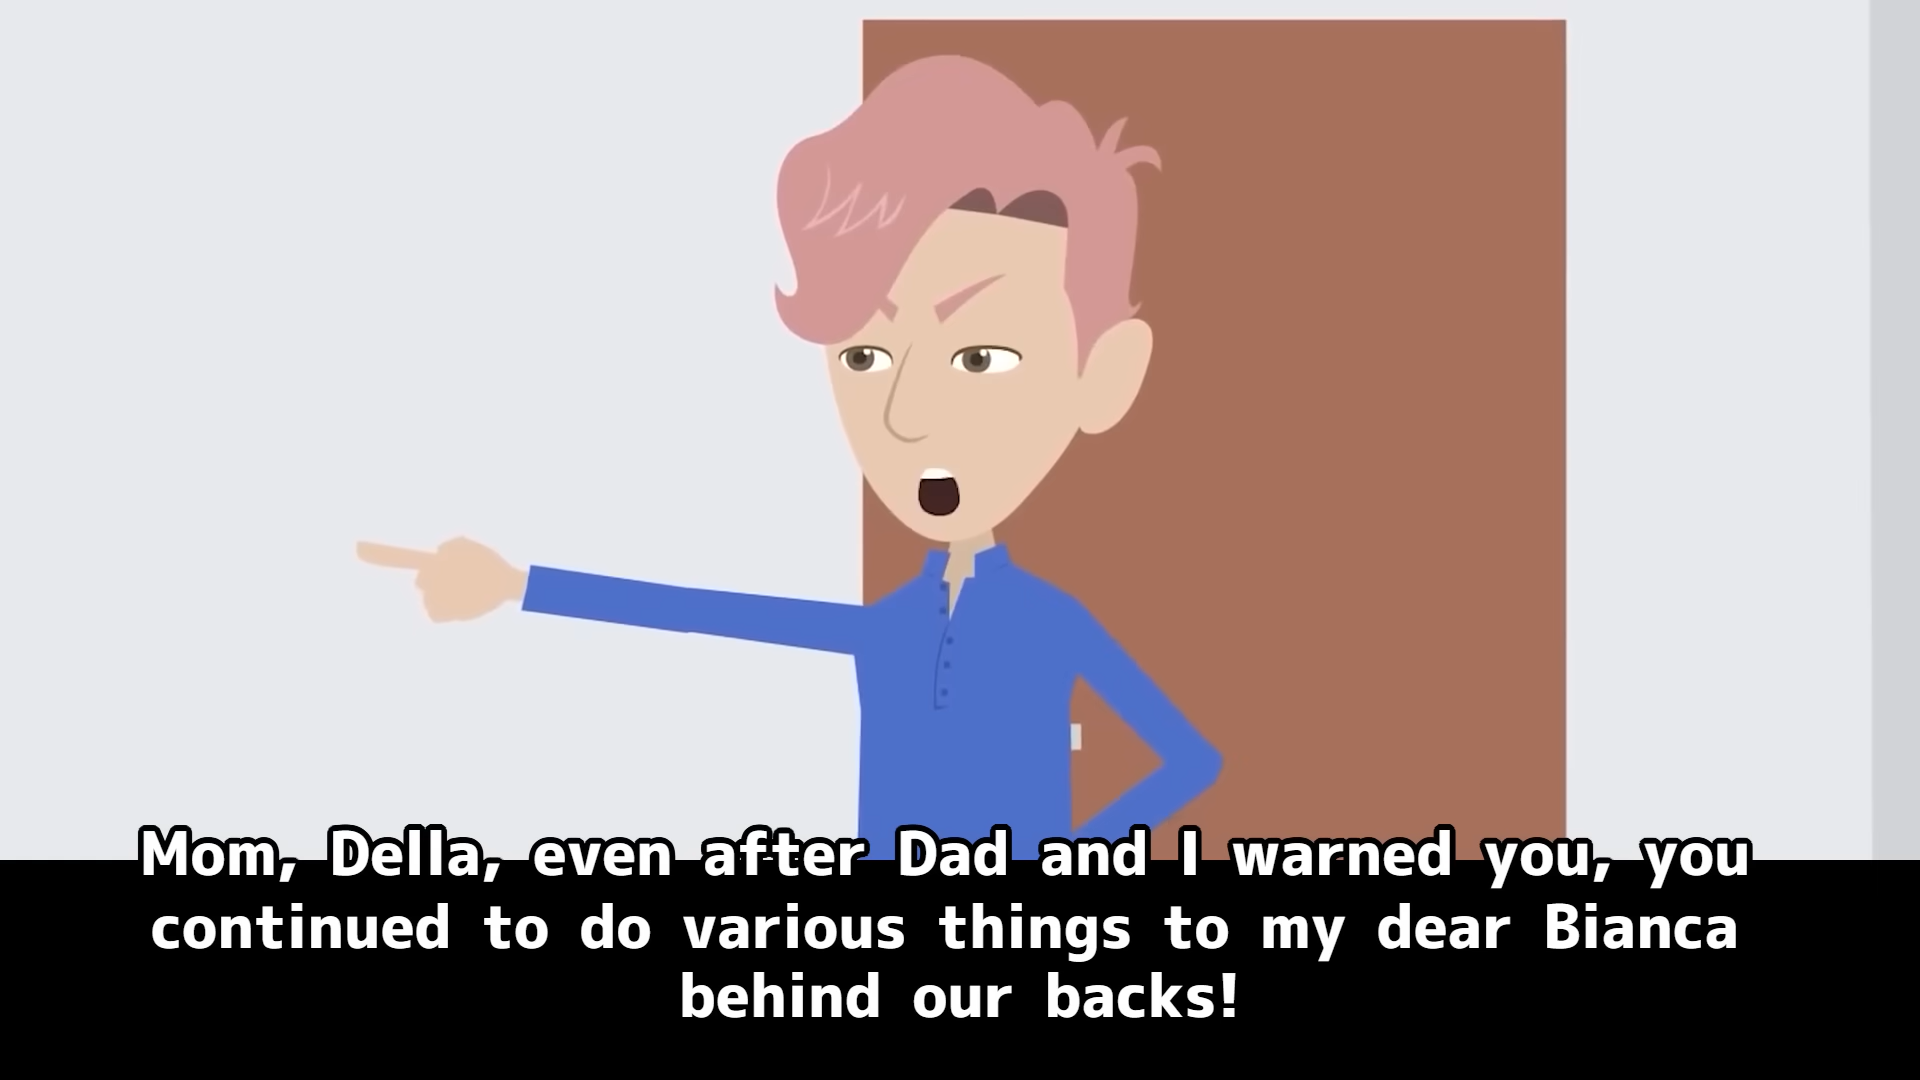 Mom, Della, even after Dad and I warned you, you
continued to do various things to my dear Bianca
behind our backs!